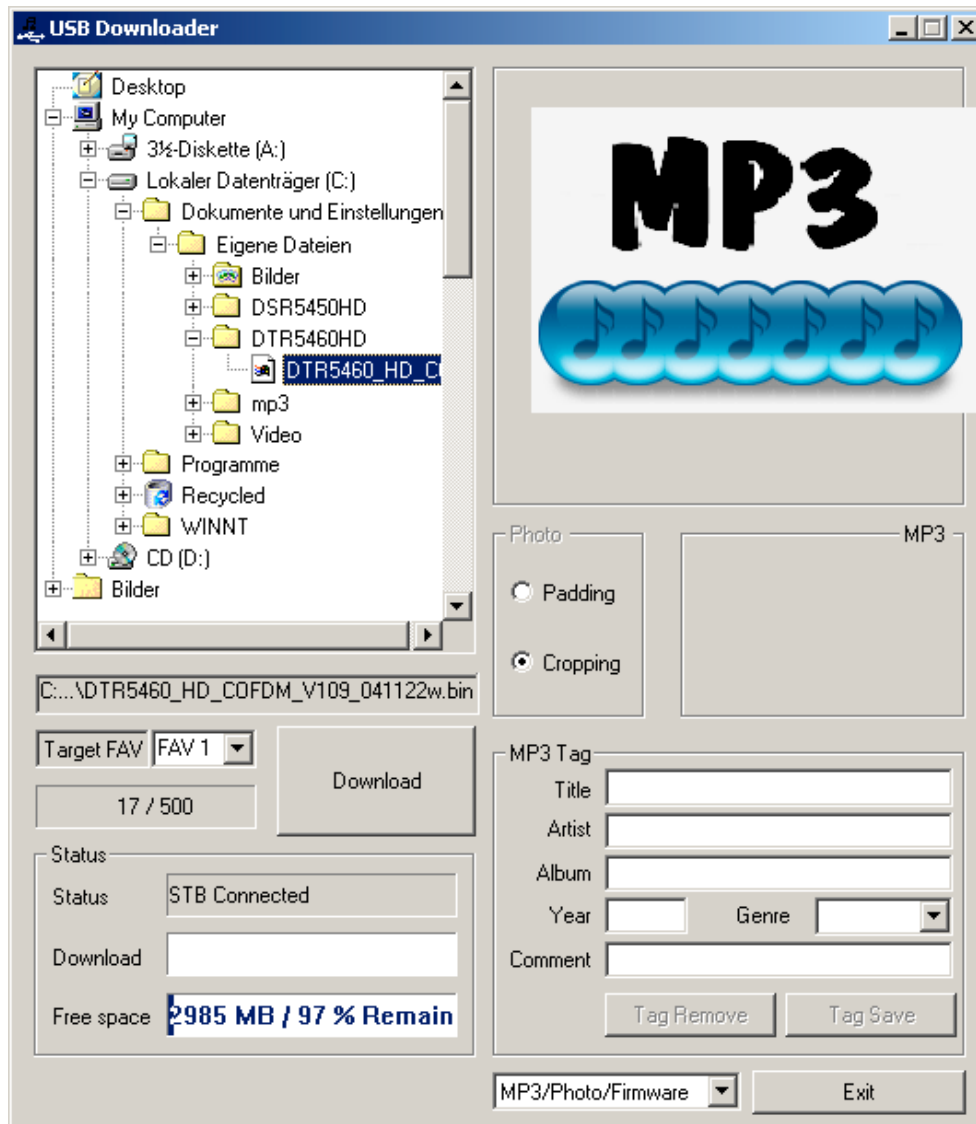 USB Downloader
Desktop
My Computer
3½-Diskette (A:)
Lokaler Datenträger (C:)
Dokumente und Einstellungen
Eigene Dateien
Bilder
DSR5450HD
DTR5460HD
DTR5460_HD_C
mp3
Video
Programme
Recycled
WINNT
CD (D:)
Bilder
C:...\DTR5460_HD_COFDM_V109_041122w.bin
Target FAV FAV 1
17 / 500
Download
Status
Status STB Connected
Download
Free space 2985 MB / 97 % Remain
MP3
Photo
Padding
Cropping
MP3
MP3 Tag
Title
Artist
Album
Year Genre
Comment
Tag Remove Tag Save
MP3/Photo/Firmware Exit